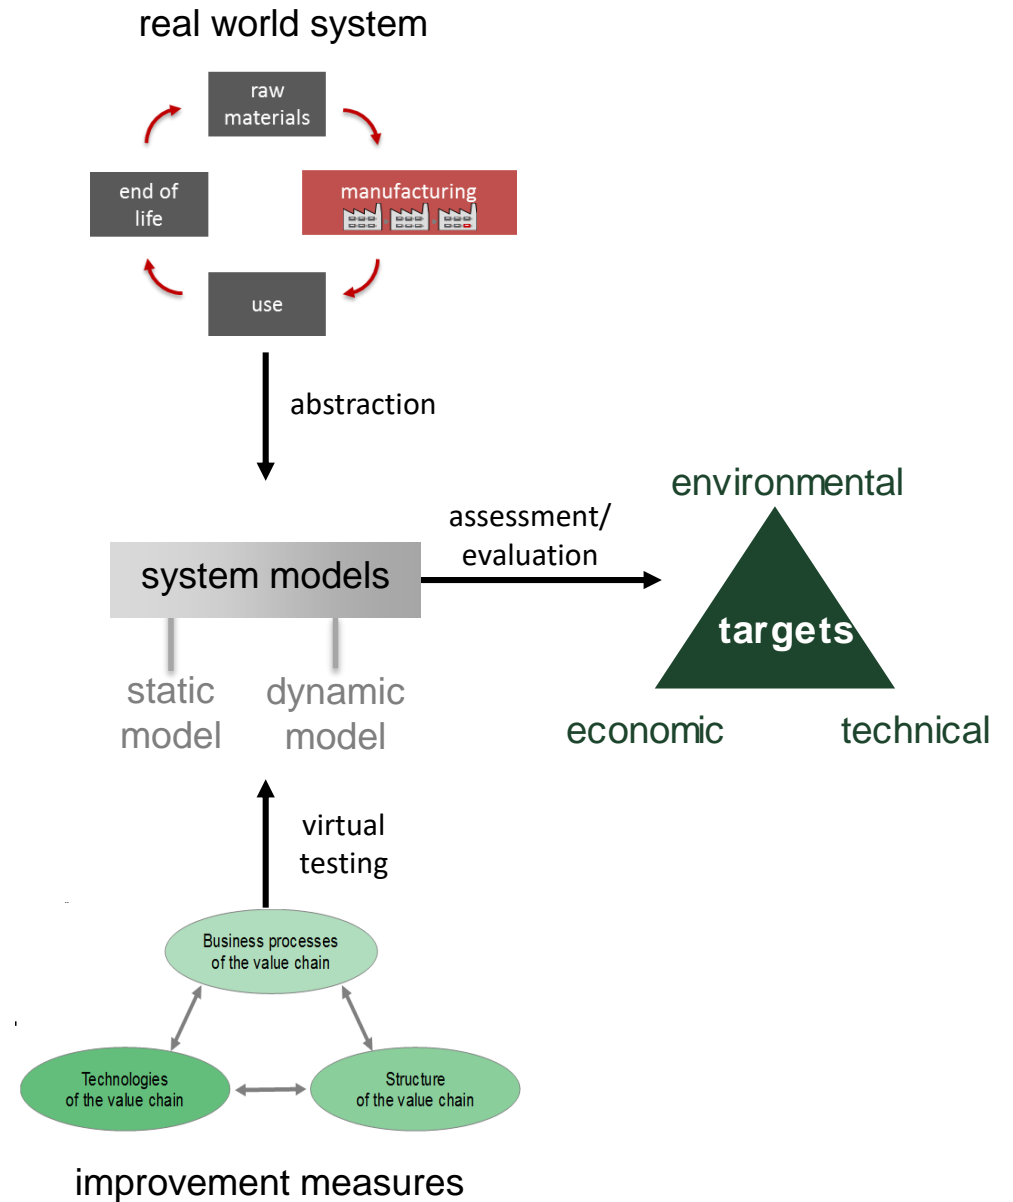 real world system
raw
materials
end of
life
manufacturing
use
abstraction
environmental
assessment/
evaluation
system models
targets
static
model
dynamic
model
economic
technical
virtual
testing
Business processes
of the value chain
Technologies
of the value chain
Structure
of the value chain
improvement measures